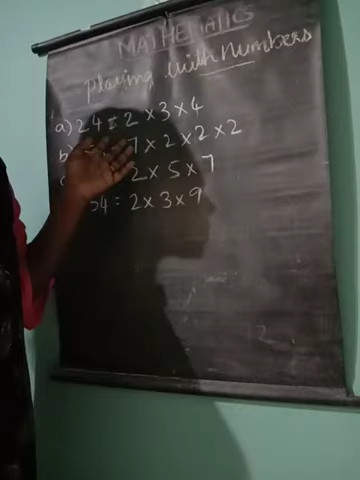 MATHEMATICS
Playing with Numbers
a) 24 = 2 × 3 × 4
b) 7 × 2 × 2 × 2
2 × 5 × 7
54 = 2 × 3 × 9